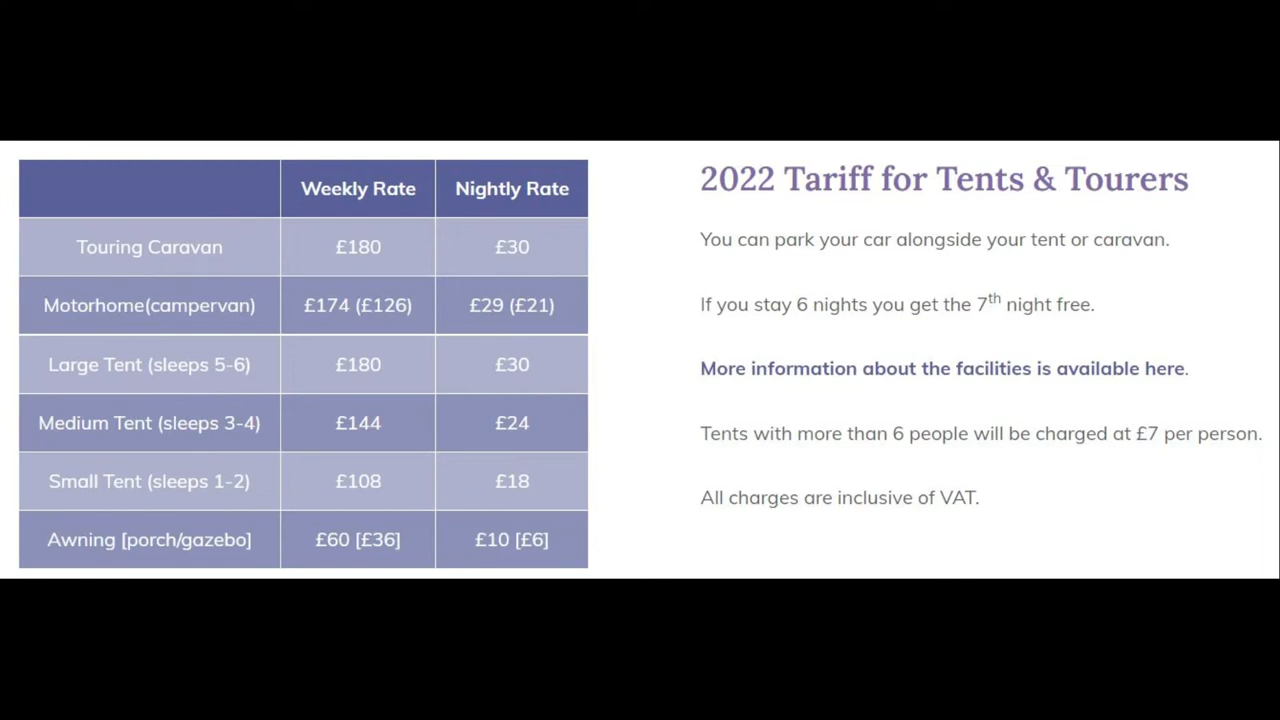 Weekly Rate Nightly Rate
Touring Caravan £180 £30
Motorhome(campervan) £174 (£126) £29 (£21)
Large Tent (sleeps 5-6) £180 £30
Medium Tent (sleeps 3-4) £144 £24
Small Tent (sleeps 1-2) £108 £18
Awning [porch/gazebo] £60 [£36] £10 [£6]
2022 Tariff for Tents & Tourers
You can park your car alongside your tent or caravan.
If you stay 6 nights you get the 7th night free.
More information about the facilities is available here.
Tents with more than 6 people will be charged at £7 per person.
All charges are inclusive of VAT.